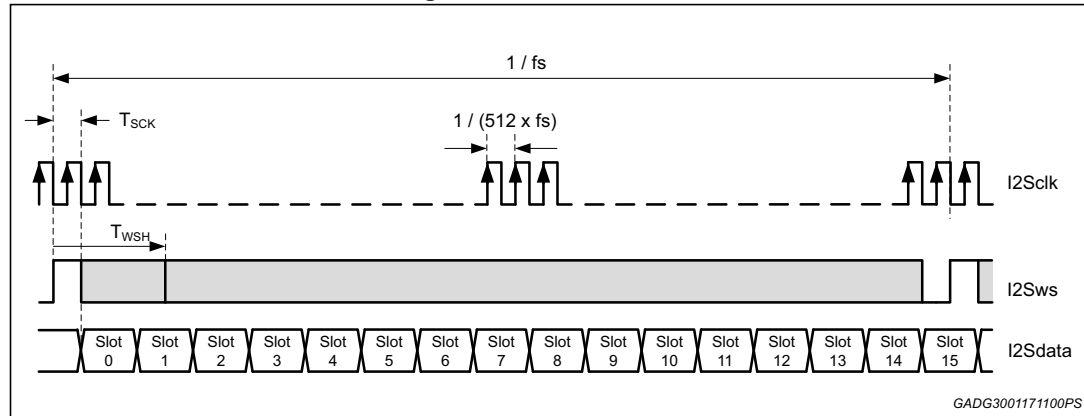 1 / fs
TSCK
1 / (512 x fs)
I2Sclk
TWSH
I2Sws
Slot 0
Slot 1
Slot 2
Slot 3
Slot 4
Slot 5
Slot 6
Slot 7
Slot 8
Slot 9
Slot 10
Slot 11
Slot 12
Slot 13
Slot 14
Slot 15
I2Sdata
GADG3001171100PS